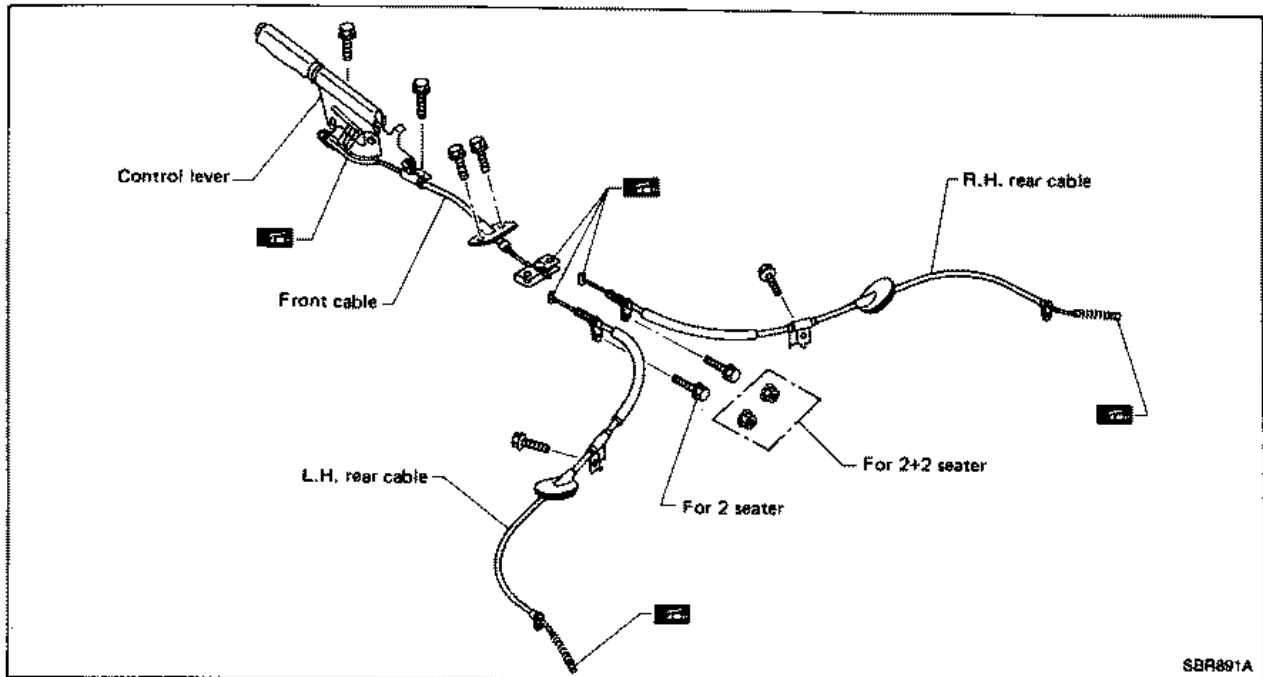 Control lever
R.H. rear cable
Front cable
For 2+2 seater
L.H. rear cable
For 2 seater
SBR891A